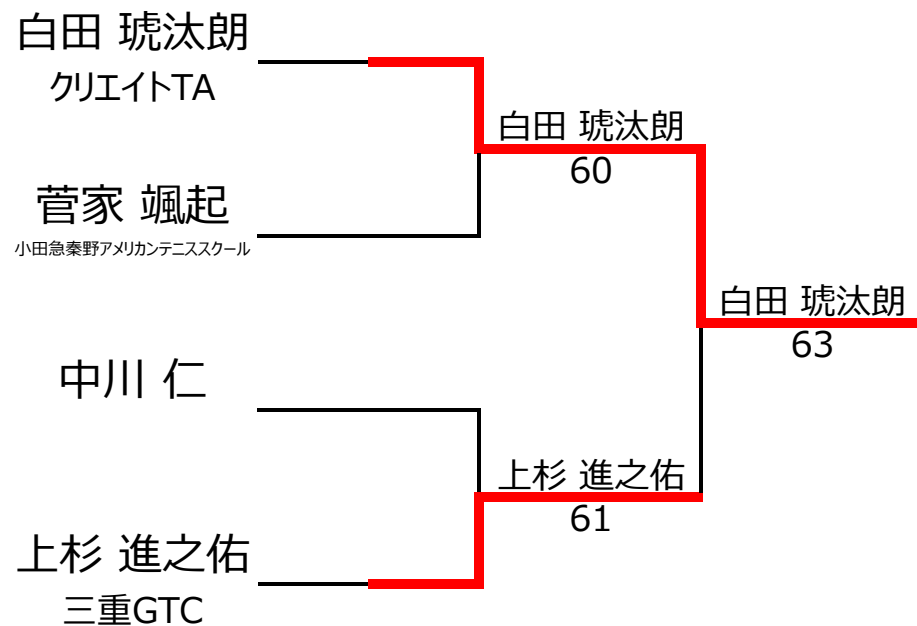 白田 琥汰朗
クリエイトTA
白田 琥汰朗
60
菅家 颯起
小田急秦野アメリカンテニススクール
白田 琥汰朗
63
中川 仁
上杉 進之佑
61
上杉 進之佑
三重GTC